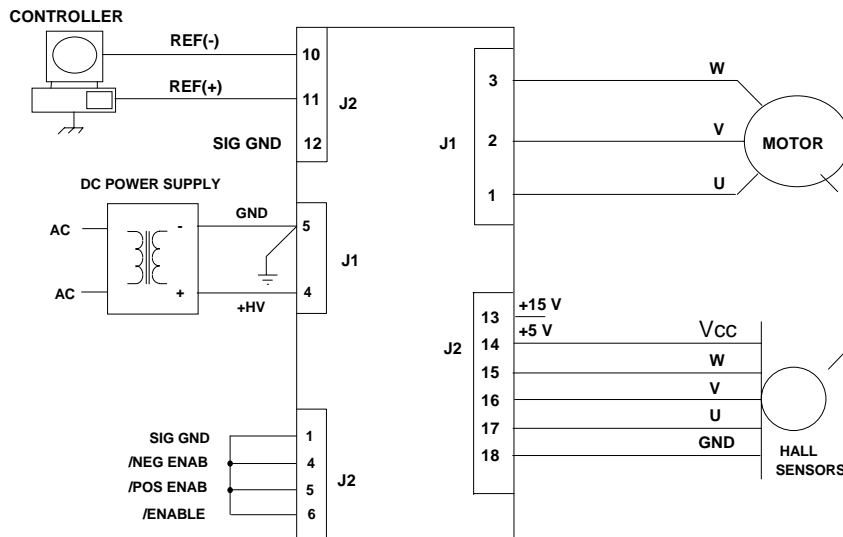 CONTROLLER
REF(-)
10
REF(+)
11
J2
SIG GND
12
DC POWER SUPPLY
GND
-
5
AC
J1
AC
+
4
+HV
SIG GND
1
/NEG ENAB
4
J2
/POS ENAB
5
/ENABLE
6
3
W
J1
2
V
MOTOR
1
U
13
+15 V
+5 V
J2
14
Vcc
15
W
16
V
17
U
18
GND
HALL
SENSORS